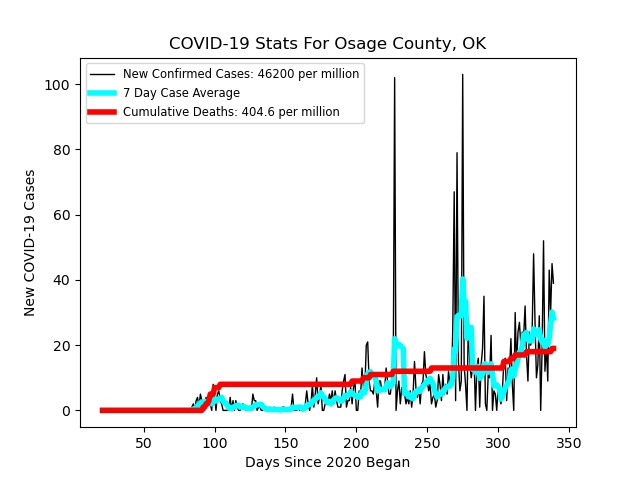 COVID-19 Stats For Osage County, OK
New Confirmed Cases: 46200 per million
7 Day Case Average
Cumulative Deaths: 404.6 per million
New COVID-19 Cases
100
80
60
40
20
0
50 100 150 200 250 300 350
Days Since 2020 Began